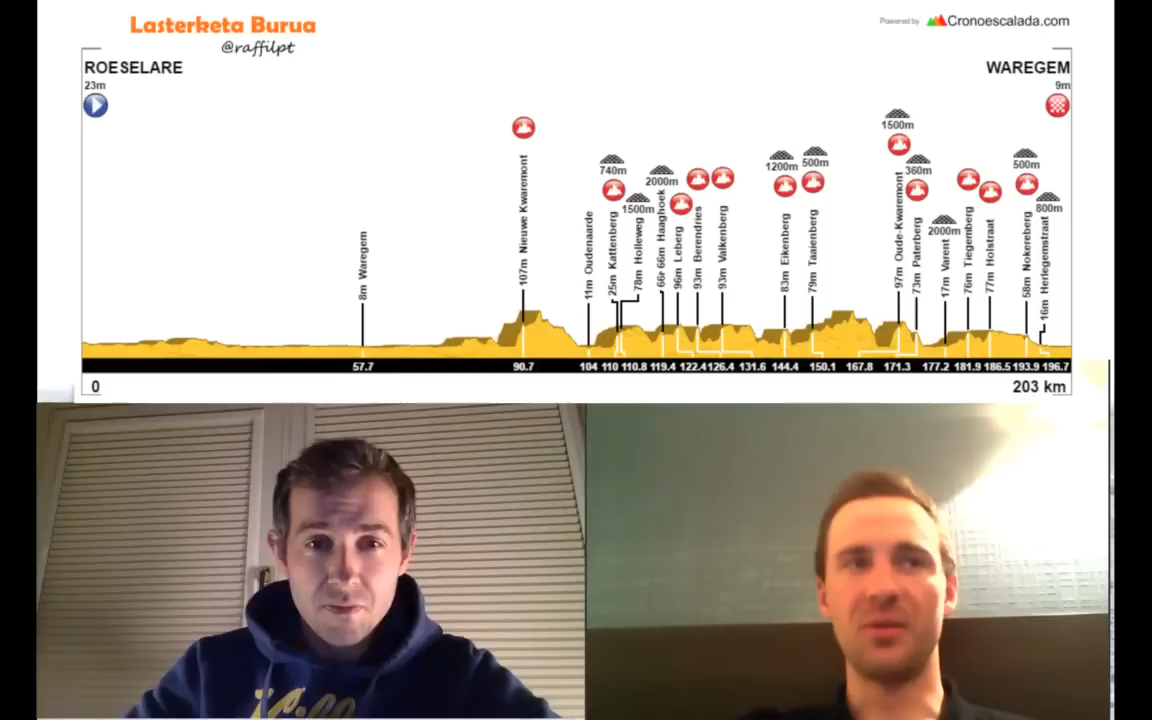 Lasterketa Burua
@raffilpt
Powered by Cronoescalada.com
ROESELARE
23m
WAREGEM
9m
8m Waregem
107m Nieuwe Kwaremont
11m Oudenaarde
740m
25m Kattenberg
1500m
78m Holleweg
2000m
66m Haaghoek
96m Leberg
93m Berendries
93m Valkenberg
1200m
83m Eikenberg
500m
79m Taaienberg
1500m
97m Oude-Kwaremont
360m
73m Paterberg
2000m
17m Varent
76m Tiegemberg
77m Holstraat
500m
58m Nokereberg
800m
16m Herlegemstraat
57.7 90.7 104 110 110.8 119.4 122.4 126.4 131.6 144.4 150.1 167.8 171.3 177.2 181.9 186.5 193.9 196.7
0
203 km